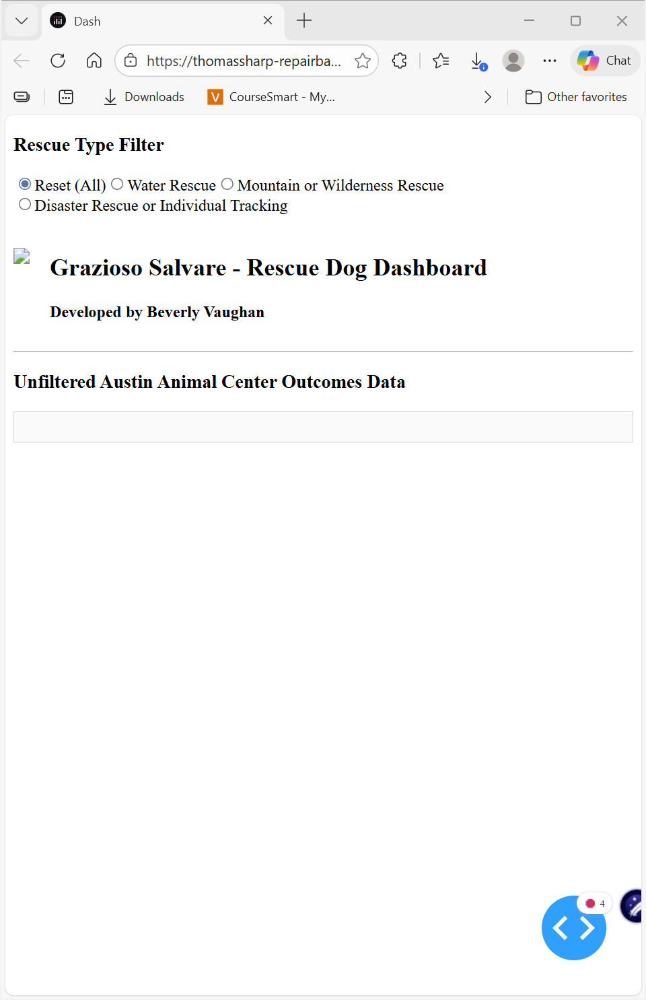 Dash
https://thomassharp-repairba...
Chat
Downloads
V
CourseSmart - My...
Other favorites
Rescue Type Filter
Reset (All) Water Rescue Mountain or Wilderness Rescue
Disaster Rescue or Individual Tracking
Grazioso Salvare - Rescue Dog Dashboard
Developed by Beverly Vaughan
Unfiltered Austin Animal Center Outcomes Data
4